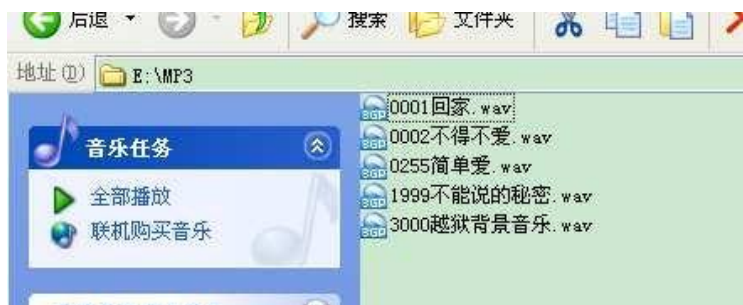 后退
搜索
文件夹
地址(D) E:\MP3
音乐任务
全部播放
联机购买音乐
0001回家.wav
0002不得不爱.wav
0255简单爱.wav
1999不能说的秘密.wav
3000越狱背景音乐.wav